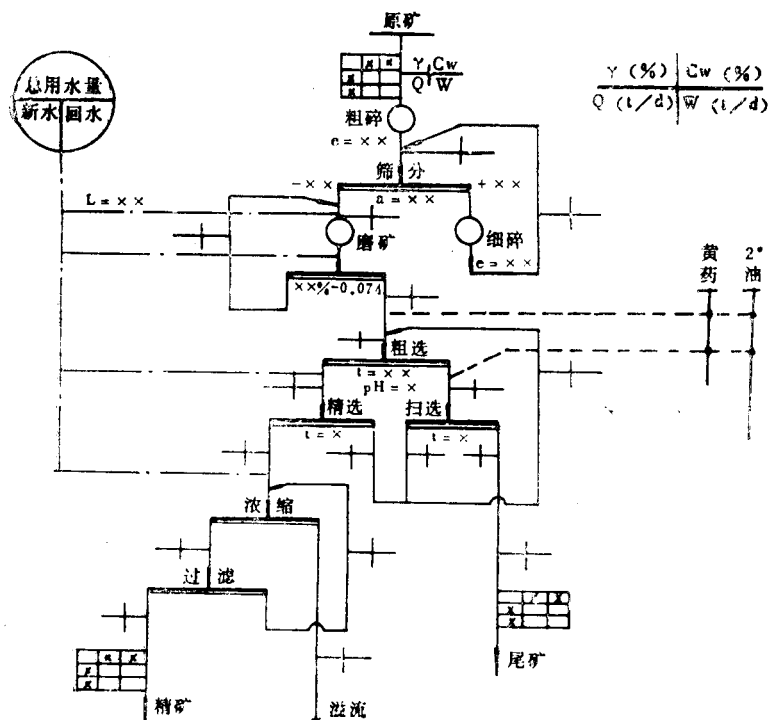 原矿
γ Cw
Q W
γ (%) Cw (%)
Q (t/d) W (t/d)
总用水量
新水 回水
粗碎
e = ××
筛 分
-×× +××
a = ××
L = ××
磨矿 细碎
e = ××
××%-0.074
黄药 2#油
粗选
t = ××
pH = ×
精选 扫选
t = × t = ×
浓 缩
过 滤
尾矿
精矿 溢流